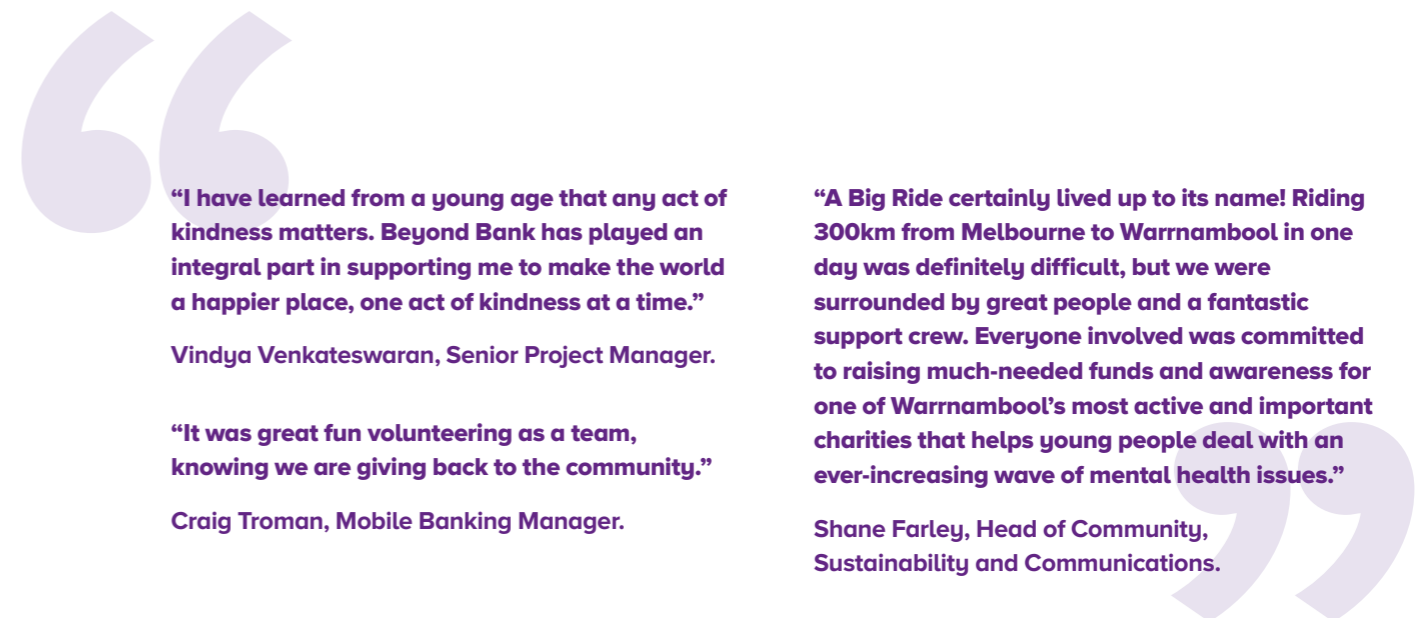 “I have learned from a young age that any act of
kindness matters. Beyond Bank has played an
integral part in supporting me to make the world
a happier place, one act of kindness at a time.”
Vindya Venkateswaran, Senior Project Manager.
“It was great fun volunteering as a team,
knowing we are giving back to the community.”
Craig Troman, Mobile Banking Manager.
“A Big Ride certainly lived up to its name! Riding
300km from Melbourne to Warrnambool in one
day was definitely difficult, but we were
surrounded by great people and a fantastic
support crew. Everyone involved was committed
to raising much-needed funds and awareness for
one of Warrnambool’s most active and important
charities that helps young people deal with an
ever-increasing wave of mental health issues.”
Shane Farley, Head of Community,
Sustainability and Communications.